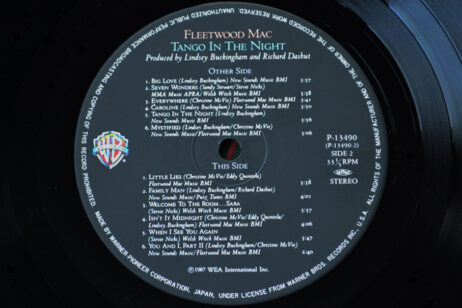 FLEETWOOD MAC
TANGO IN THE NIGHT
Produced by Lindsey Buckingham and Richard Dashut
OTHER SIDE
1. BIG LOVE (Lindsey Buckingham) New Sounds Music BMI 3:37
2. SEVEN WONDERS (Sandy Stewart/Stevie Nicks)
MMA Music APRA/Welsh Witch Music BMI 3:38
3. EVERYWHERE (Christine McVie) Fleetwood Mac Music BMI 3:41
4. CAROLINE (Lindsey Buckingham) New Sounds Music BMI 3:50
5. TANGO IN THE NIGHT (Lindsey Buckingham)
New Sounds Music BMI 3:56
6. MYSTIFIED (Christine McVie/Lindsey Buckingham)
New Sounds Music/Fleetwood Mac Music BMI 3:06
P-13490
(P-13490-2)
SIDE 2
33 1/3 RPM
STEREO
THIS SIDE
1. LITTLE LIES (Christine McVie/Eddy Quintela)
Fleetwood Mac Music BMI 3:38
2. FAMILY MAN (Lindsey Buckingham/Richard Dashut)
New Sounds Music/Putz Tunes BMI 4:01
3. WELCOME TO THE ROOM... SARA
(Stevie Nicks) Welsh Witch Music BMI 3:37
4. ISN'T IT MIDNIGHT (Christine McVie/Eddy Quintela/
Lindsey Buckingham) Fleetwood Mac Music BMI
5. WHEN I SEE YOU AGAIN
(Stevie Nicks) Welsh Witch Music BMI
6. YOU AND I, PART II (Lindsey Buckingham/Christine McVie)
New Sounds Music/Fleetwood Mac Music BMI 2:40
Ⓟ 1987 WEA International Inc.
UNAUTHORIZED PUBLIC PERFORMANCE BROADCASTING AND COPYING OF THIS RECORD PROHIBITED.
ALL RIGHTS OF THE MANUFACTURER AND OF THE OWNER OF THE RECORDED WORK RESERVED.
MANF. BY WARNER-PIONEER CORPORATION, JAPAN, UNDER LICENSE FROM WARNER BROS. RECORDS INC. U.S.A.